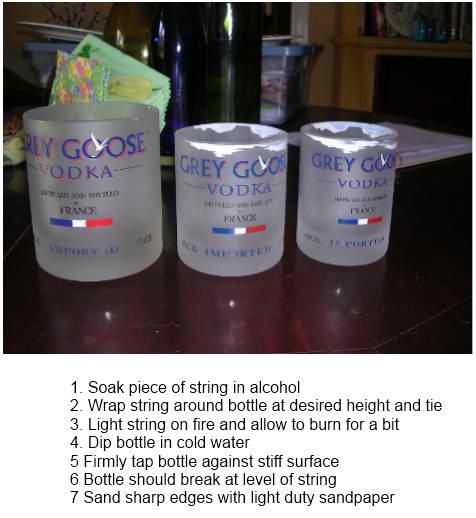 GREY GOOSE
VODKA
DISTILLED AND BOTTLED
IN
FRANCE
IMPORTED
GREY GOOSE
VODKA
DISTILLED AND BOTTLED
FRANCE
IMPORTED
GREY GOO
VODKA
DISTILLED AND BOTTLED
FRANCE
IMPORTED
1. Soak piece of string in alcohol
2. Wrap string around bottle at desired height and tie
3. Light string on fire and allow to burn for a bit
4. Dip bottle in cold water
5 Firmly tap bottle against stiff surface
6 Bottle should break at level of string
7 Sand sharp edges with light duty sandpaper